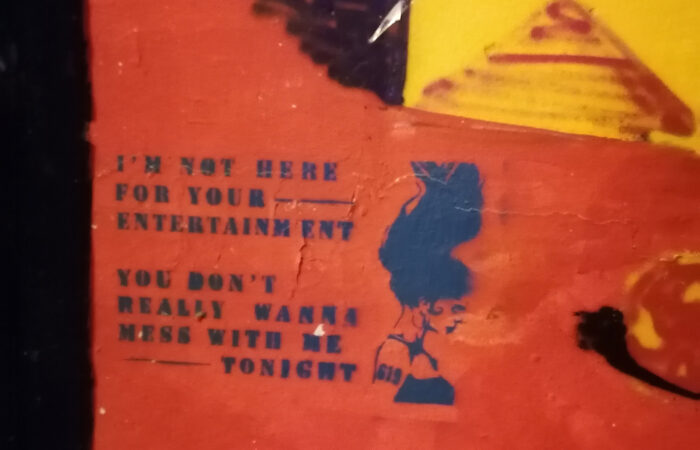 I'M NOT HERE
FOR YOUR
ENTERTAINMENT
YOU DON'T
REALLY WANNA
MESS WITH ME
TONIGHT